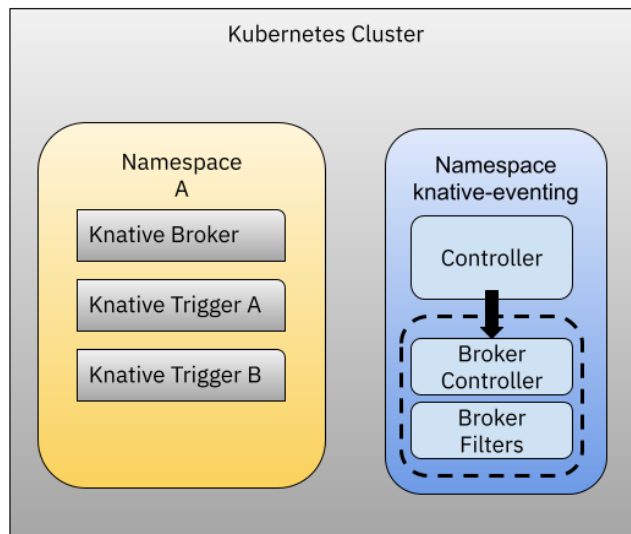 Kubernetes Cluster
Namespace
A
Knative Broker
Knative Trigger A
Knative Trigger B
Namespace
knative-eventing
Controller
Broker
Controller
Broker
Filters